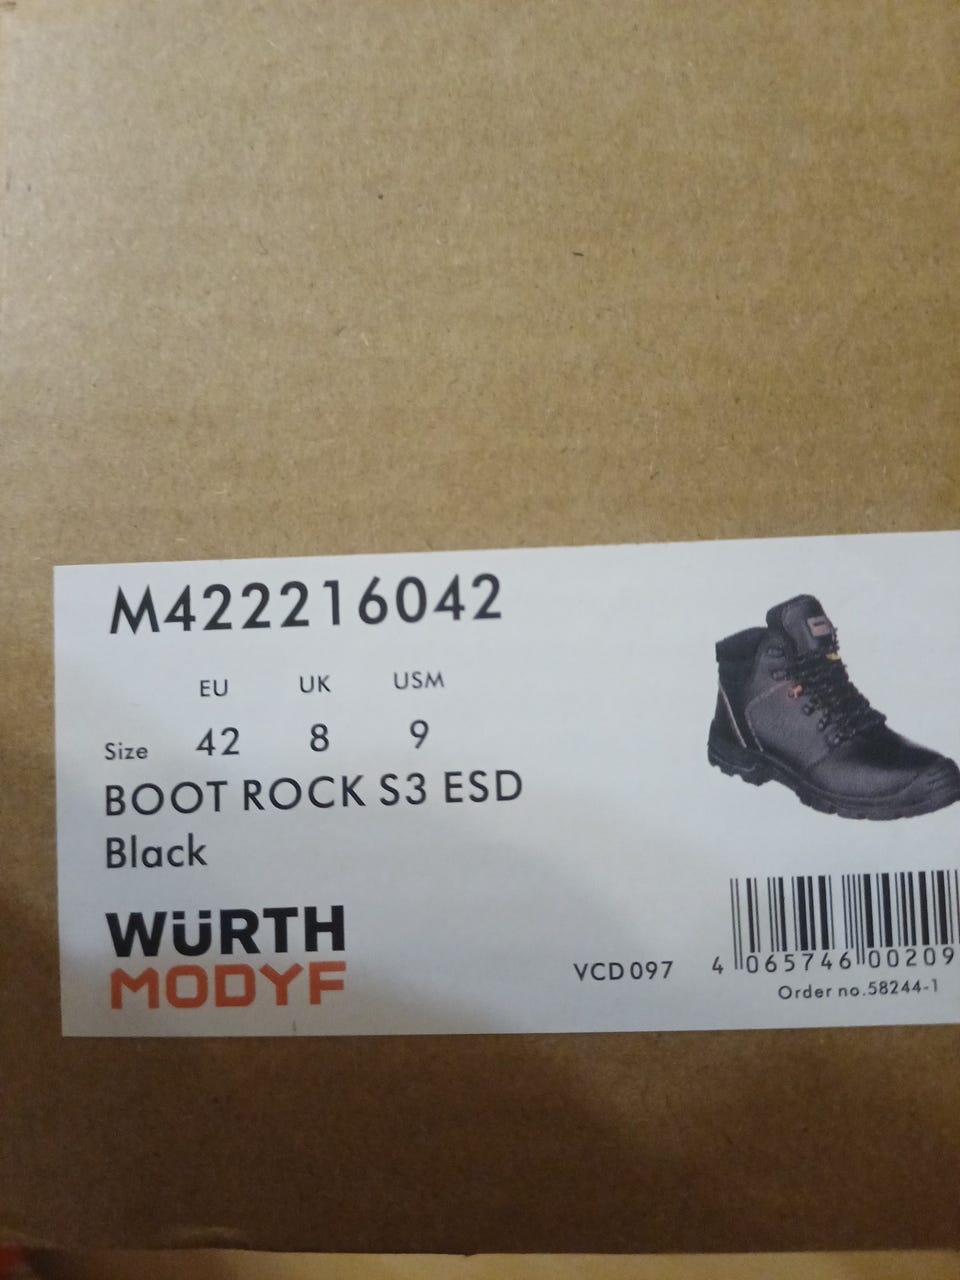 M422216042
EU UK USM
Size 42 8 9
BOOT ROCK S3 ESD
Black
WÜRTH
MODYF
VCD 097
4 065746 00209
Order no.58244-1